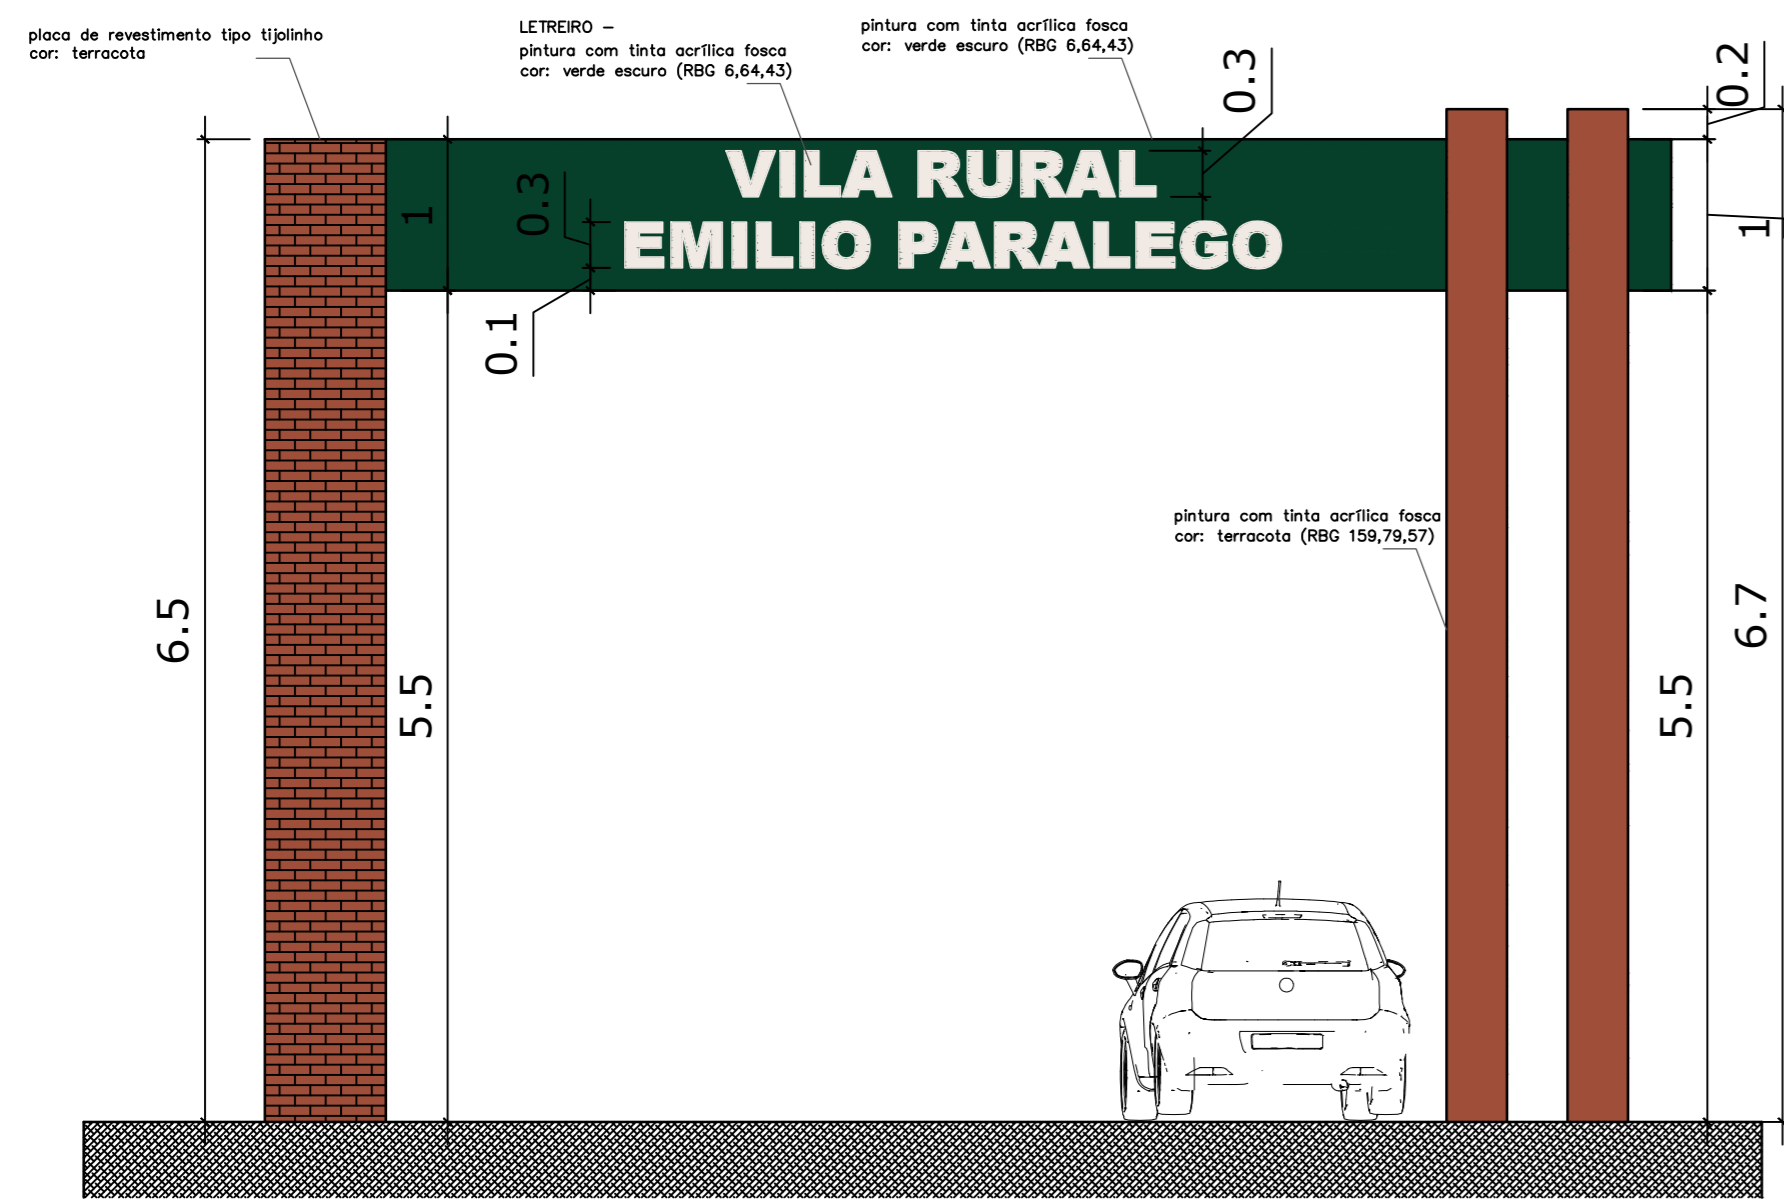 placa de revestimento tipo tijolinho
cor: terracota
LETREIRO –
pintura com tinta acrílica fosca
cor: verde escuro (RBG 6,64,43)
pintura com tinta acrílica fosca
cor: verde escuro (RBG 6,64,43)
0.3
0.2
VILA RURAL
EMILIO PARALEGO
1
0.3
1
0.1
pintura com tinta acrílica fosca
cor: terracota (RBG 159,79,57)
6.5
5.5
5.5
6.7